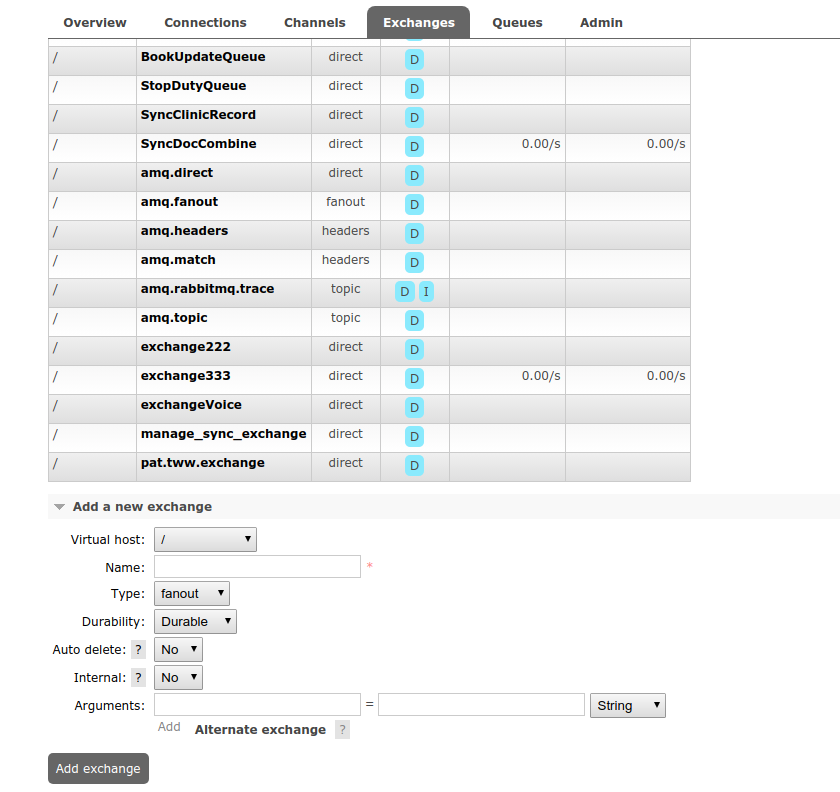 Overview Connections Channels Exchanges Queues Admin
/ BookUpdateQueue direct D
/ StopDutyQueue direct D
/ SyncClinicRecord direct D
/ SyncDocCombine direct D 0.00/s 0.00/s
/ amq.direct direct D
/ amq.fanout fanout D
/ amq.headers headers D
/ amq.match headers D
/ amq.rabbitmq.trace topic D I
/ amq.topic topic D
/ exchange222 direct D
/ exchange333 direct D 0.00/s 0.00/s
/ exchangeVoice direct D
/ manage_sync_exchange direct D
/ pat.tww.exchange direct D
Add a new exchange
Virtual host: /
Name: *
Type: fanout
Durability: Durable
Auto delete: ? No
Internal: ? No
Arguments: = String
Add Alternate exchange ?
Add exchange